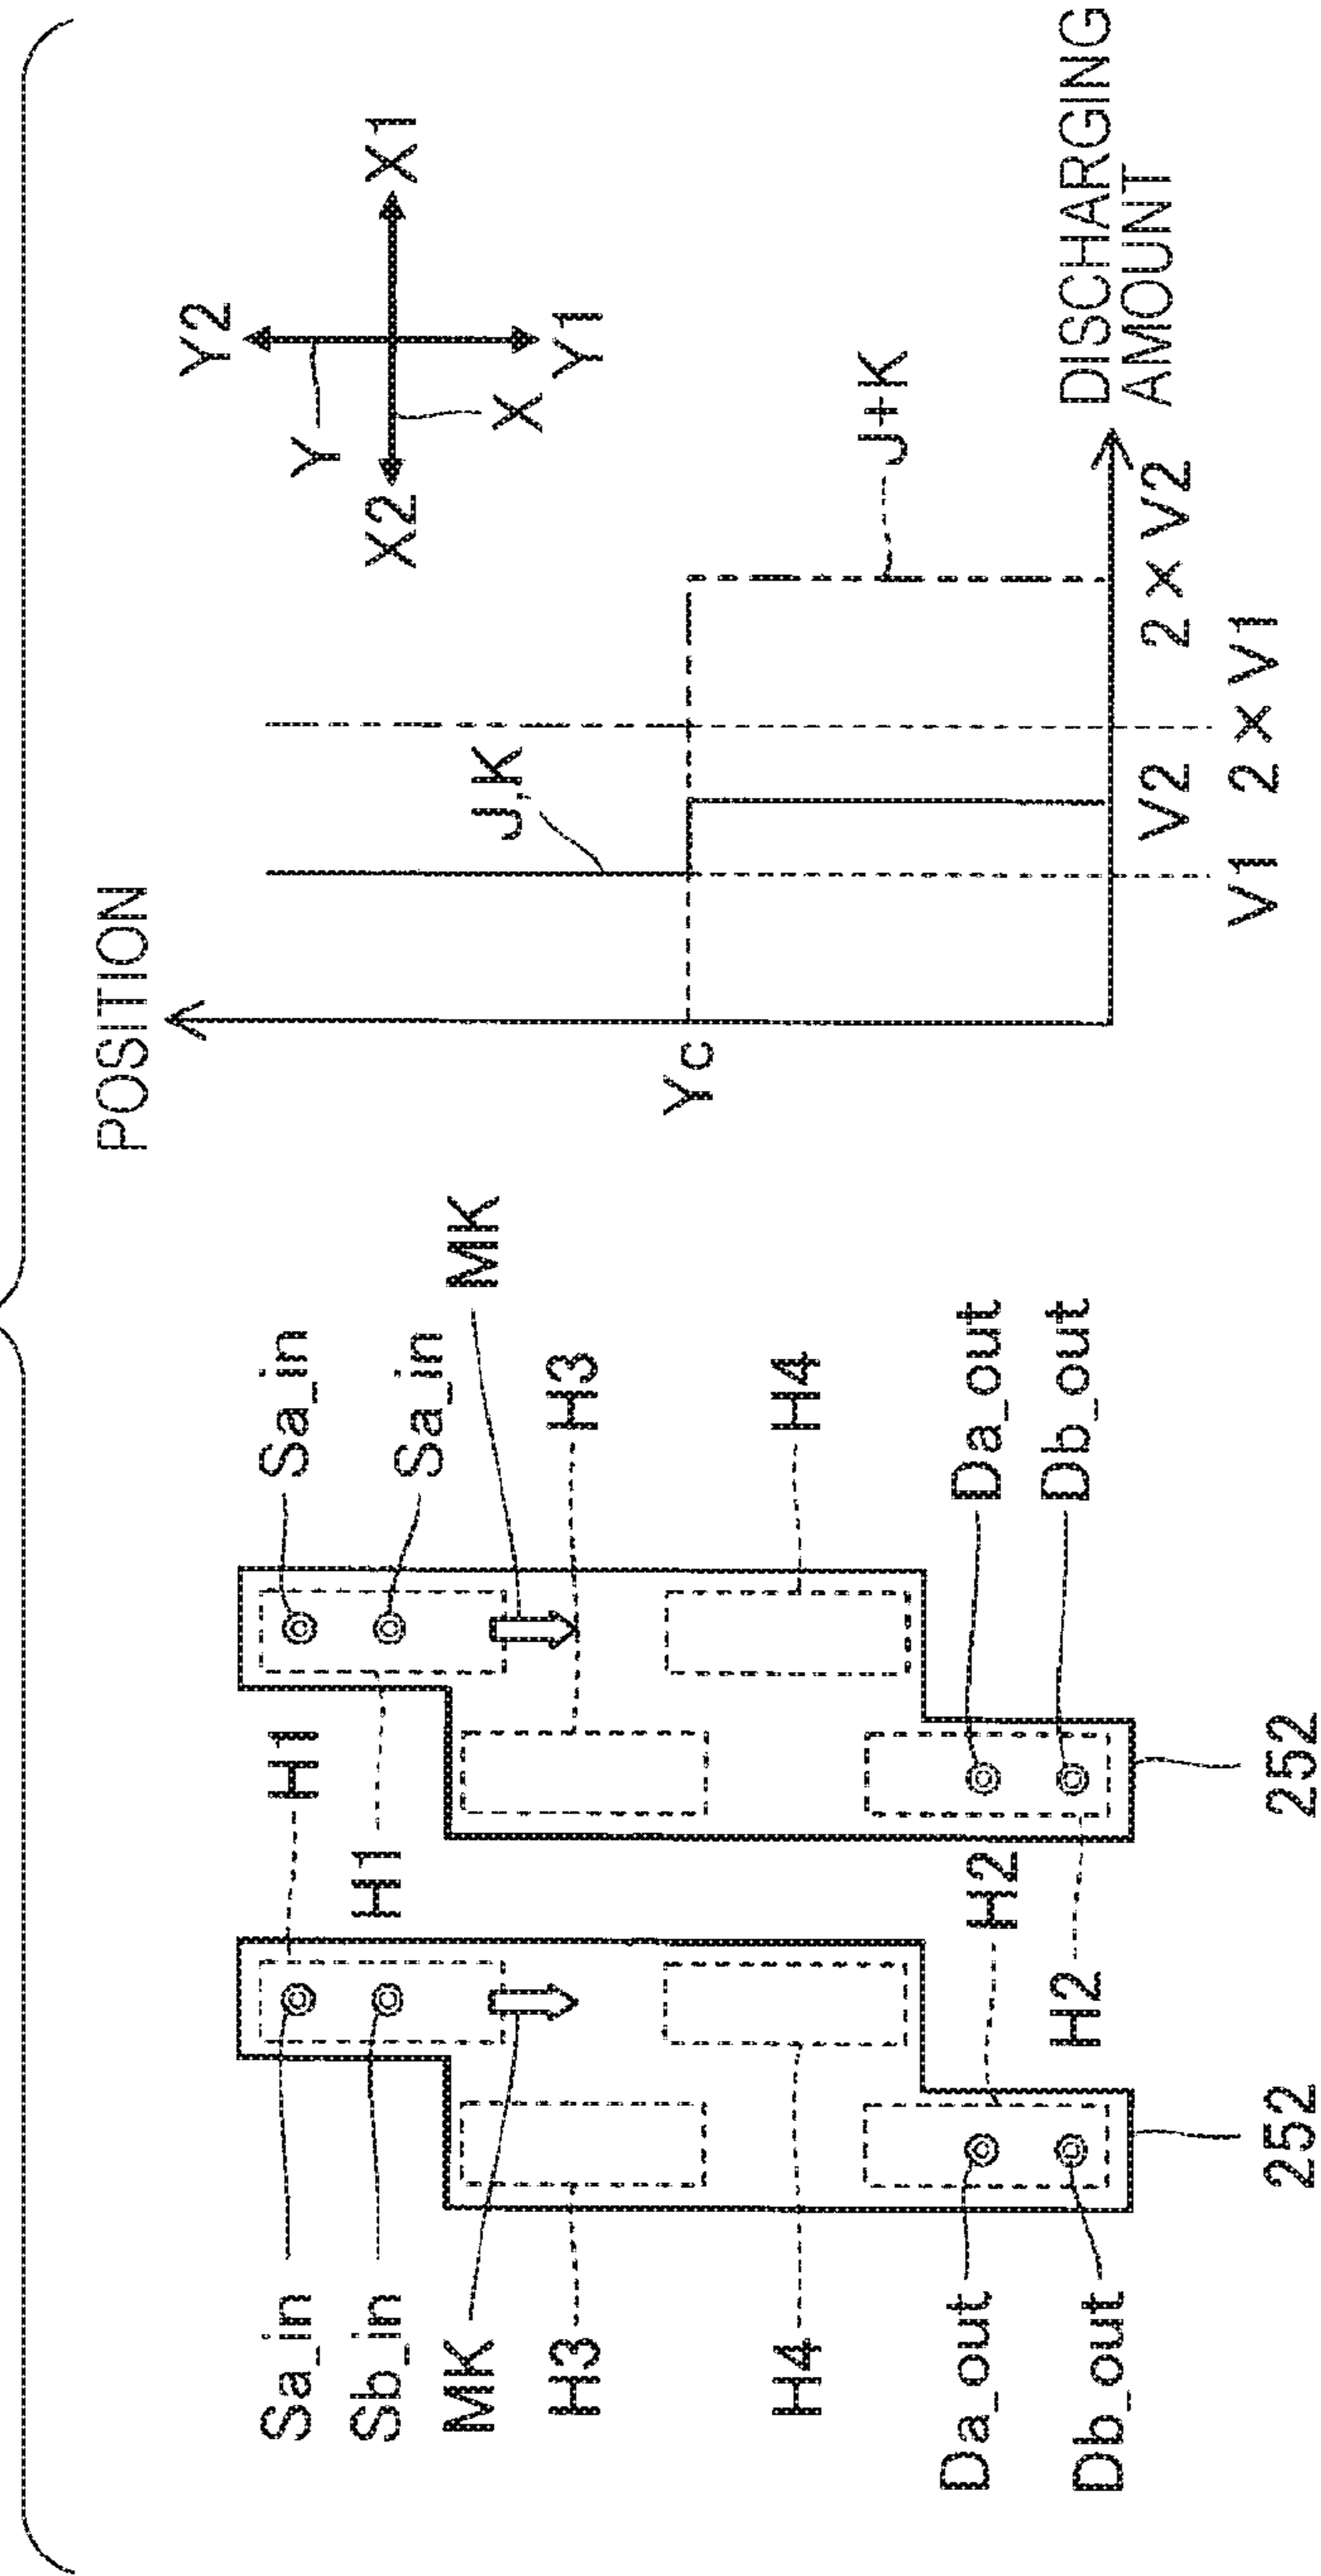 Sa_in
Sb_in
MK
H3
H4
Da_out
Db_out
252
H1
H1
H2
H2
Sa_in
Sa_in
MK
H3
H4
Da_out
Db_out
252
POSITION
Yc
J,K
J+K
V1
V2
2×V1
2×V2
DISCHARGING
AMOUNT
Y2
Y
X2
X1
X
Y1